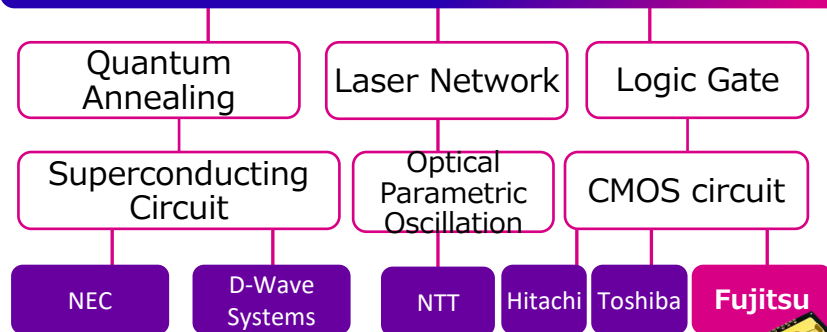 Quantum
Annealing
Laser Network
Logic Gate
Superconducting
Circuit
Optical
Parametric
Oscillation
CMOS circuit
NEC
D-Wave
Systems
NTT
Hitachi
Toshiba
Fujitsu